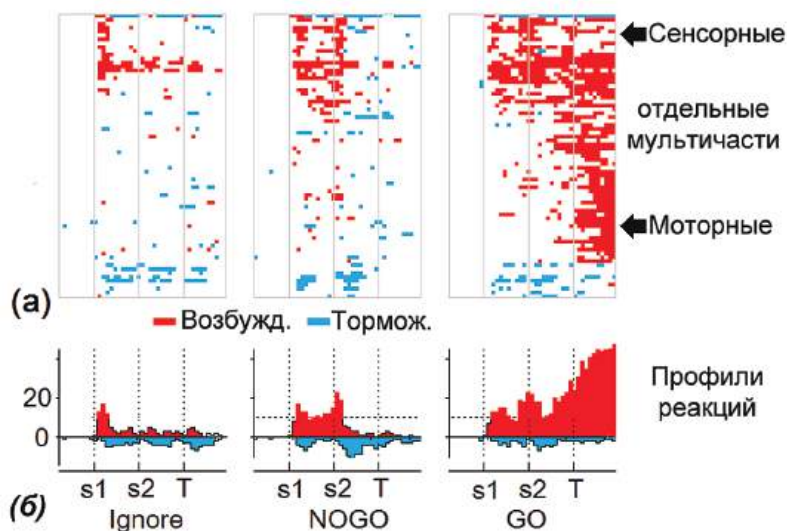 Сенсорные
отдельные
мультичасти
Моторные
(а)
Возбужд. Тормож.
20
0
Профили
реакций
(б)
s1 s2 T s1 s2 T s1 s2 T
Ignore NOGO GO